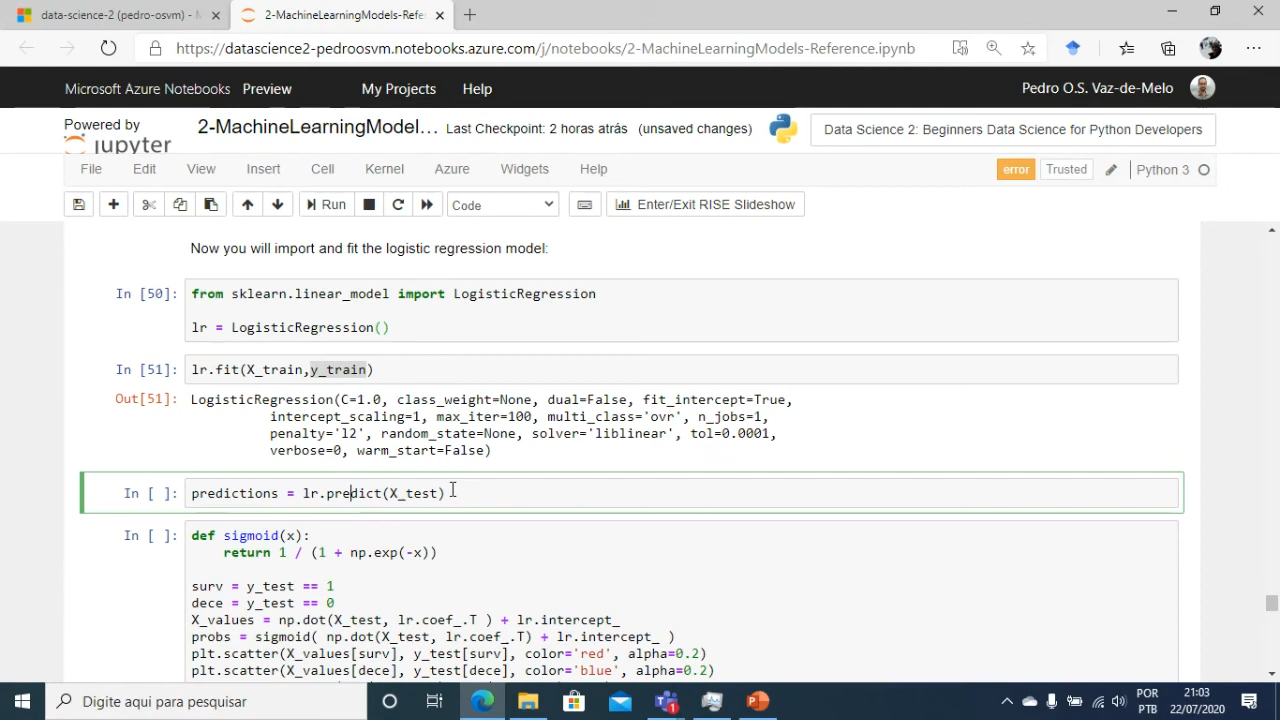 data-science-2 (pedro-osvm) - M
2-MachineLearningModels-Refe
https://datascience2-pedroosvm.notebooks.azure.com/j/notebooks/2-MachineLearningModels-Reference.ipynb
Microsoft Azure Notebooks Preview My Projects Help Pedro O.S. Vaz-de-Melo
Powered by
jupyter
2-MachineLearningModel... Last Checkpoint: 2 horas atrás (unsaved changes) Data Science 2: Beginners Data Science for Python Developers
File Edit View Insert Cell Kernel Azure Widgets Help error Trusted Python 3
Run Code Enter/Exit RISE Slideshow
Now you will import and fit the logistic regression model:
In [50]: from sklearn.linear_model import LogisticRegression
lr = LogisticRegression()
In [51]: lr.fit(X_train,y_train)
Out[51]: LogisticRegression(C=1.0, class_weight=None, dual=False, fit_intercept=True,
intercept_scaling=1, max_iter=100, multi_class='ovr', n_jobs=1,
penalty='l2', random_state=None, solver='liblinear', tol=0.0001,
verbose=0, warm_start=False)
In [ ]: predictions = lr.predict(X_test)
In [ ]: def sigmoid(x):
return 1 / (1 + np.exp(-x))
surv = y_test == 1
dece = y_test == 0
X_values = np.dot(X_test, lr.coef_.T ) + lr.intercept_
probs = sigmoid( np.dot(X_test, lr.coef_.T) + lr.intercept_ )
plt.scatter(X_values[surv], y_test[surv], color='red', alpha=0.2)
plt.scatter(X_values[dece], y_test[dece], color='blue', alpha=0.2)
Digite aqui para pesquisar
POR
PTB
21:03
22/07/2020